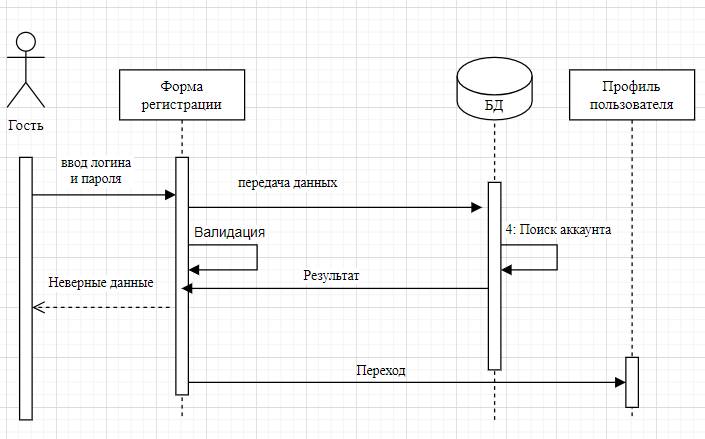 Гость
Форма
регистрации
БД
Профиль
пользователя
ввод логина
и пароля
передача данных
Валидация
4: Поиск аккаунта
Результат
Неверные данные
Переход